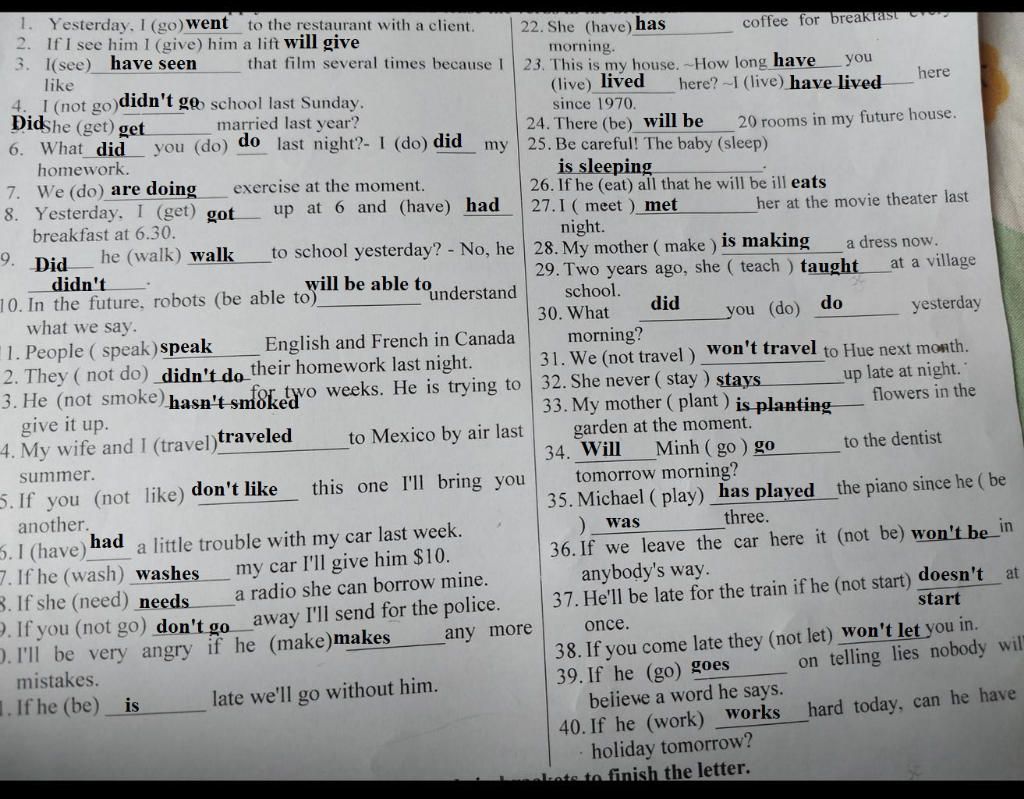 1. Yesterday, I (go) went to the restaurant with a client.
2. If I see him I (give) him a lift will give
3. I(see) have seen that film several times because I
like
4. I (not go) didn't go to school last Sunday.
Did She (get) get married last year?
6. What did you (do) do last night?- I (do) did my
homework.
7. We (do) are doing exercise at the moment.
8. Yesterday, I (get) got up at 6 and (have) had
breakfast at 6.30.
9. Did he (walk) walk to school yesterday? - No, he
didn't.
10. In the future, robots (be able to) will be able to understand
what we say.
1. People ( speak) speak English and French in Canada
2. They ( not do) didn't do their homework last night.
3. He (not smoke) hasn't smoked for two weeks. He is trying to
give it up.
4. My wife and I (travel) traveled to Mexico by air last
summer.
5. If you (not like) don't like this one I'll bring you
another.
6. I (have) had a little trouble with my car last week.
7. If he (wash) washes my car I'll give him $10.
8. If she (need) needs a radio she can borrow mine.
9. If you (not go) don't go away I'll send for the police.
0. I'll be very angry if he (make) makes any more
mistakes.
1. If he (be) is late we'll go without him.
22. She (have) has coffee for breakfast every
morning.
23. This is my house. ~How long have you
(live) lived here? ~I (live) have lived here
since 1970.
24. There (be) will be 20 rooms in my future house.
25. Be careful! The baby (sleep)
is sleeping.
26. If he (eat) all that he will be ill eats
27. I ( meet ) met her at the movie theater last
night.
28. My mother ( make ) is making a dress now.
29. Two years ago, she ( teach ) taught at a village
school.
30. What did you (do) do yesterday
morning?
31. We (not travel ) won't travel to Hue next month.
32. She never ( stay ) stays up late at night.
33. My mother ( plant ) is planting flowers in the
garden at the moment.
34. Will Minh ( go ) go to the dentist
tomorrow morning?
35. Michael ( play) has played the piano since he ( be
) was three.
36. If we leave the car here it (not be) won't be in
anybody's way.
37. He'll be late for the train if he (not start) doesn't start at
once.
38. If you come late they (not let) won't let you in.
39. If he (go) goes on telling lies nobody will
believe a word he says.
40. If he (work) works hard today, can he have
holiday tomorrow?
to finish the letter.